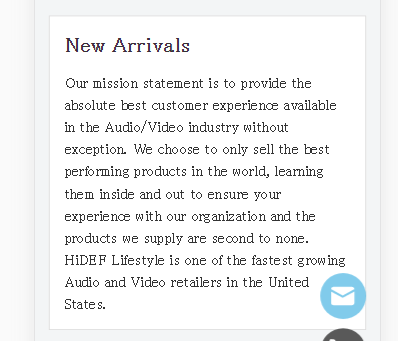 New Arrivals
Our mission statement is to provide the
absolute best customer experience available
in the Audio/Video industry without
exception. We choose to only sell the best
performing products in the world, learning
them inside and out to ensure your
experience with our organization and the
products we supply are second to none.
HiDEF Lifestyle is one of the fastest growing
Audio and Video retailers in the United
States.